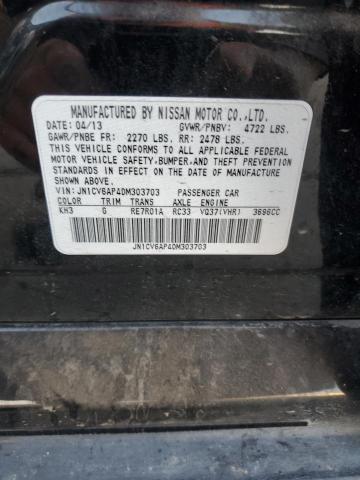 MANUFACTURED BY NISSAN MOTOR CO.,LTD.
DATE: 04/13 GVWR/PNBV: 4722 LBS.
GAWR/PNBE FR: 2270 LBS. RR: 2478 LBS.
THIS VEHICLE CONFORMS TO ALL APPLICABLE FEDERAL
MOTOR VEHICLE SAFETY,BUMPER,AND THEFT PREVENTION
STANDARDS IN EFFECT ON THE DATE OF MANUFACTURE
SHOWN ABOVE.
VIN: JN1CV6AP4DM303703 PASSENGER CAR
COLOR TRIM TRANS AXLE ENGINE
KH3 G RE7R01A RC33 VQ37(VHR) 3696CC
JN1CV6AP4DM303703